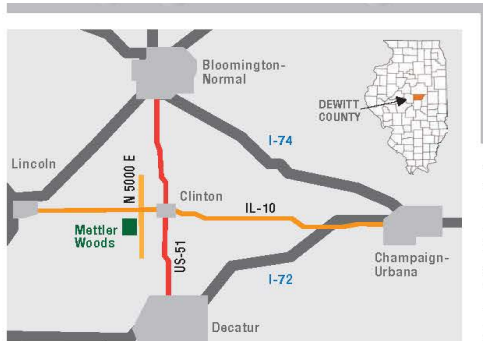 Bloomington-
Normal
DEWITT
COUNTY
I-74
Lincoln
N 5000 E
Clinton
IL-10
Mettler
Woods
US-51
Champaign-
Urbana
I-72
Decatur